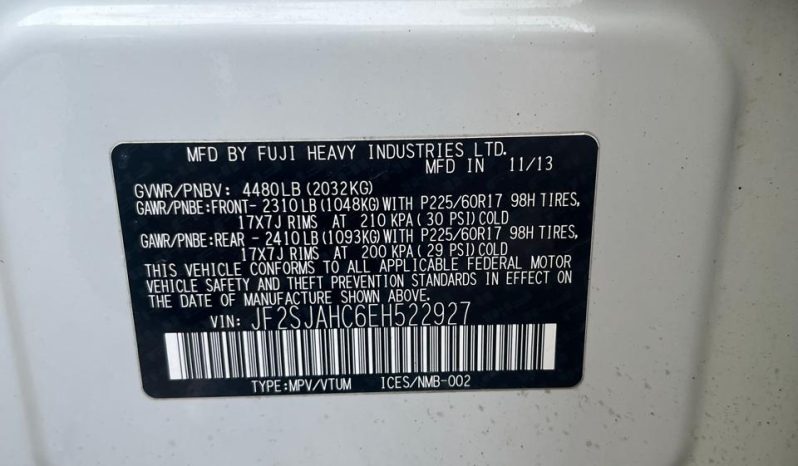 MFD BY FUJI HEAVY INDUSTRIES LTD.
MFD IN 11/13
GVWR/PNBV: 4480LB (2032KG)
GAWR/PNBE:FRONT-2310LB (1048KG)WITH P225/60R17 98H TIRES,
17X7J RIMS AT 210 KPA (30 PSI)COLD
GAWR/PNBE:REAR -2410LB (1093KG)WITH P225/60R17 98H TIRES,
17X7J RIMS AT 200 KPA (29 PSI)COLD
THIS VEHICLE CONFORMS TO ALL APPLICABLE FEDERAL MOTOR
VEHICLE SAFETY AND THEFT PREVENTION STANDARDS IN EFFECT ON
THE DATE OF MANUFACTURE SHOWN ABOVE.
VIN: JF2SJAHC6EH522927
TYPE:MPV/VTUM ICES/NMB-002